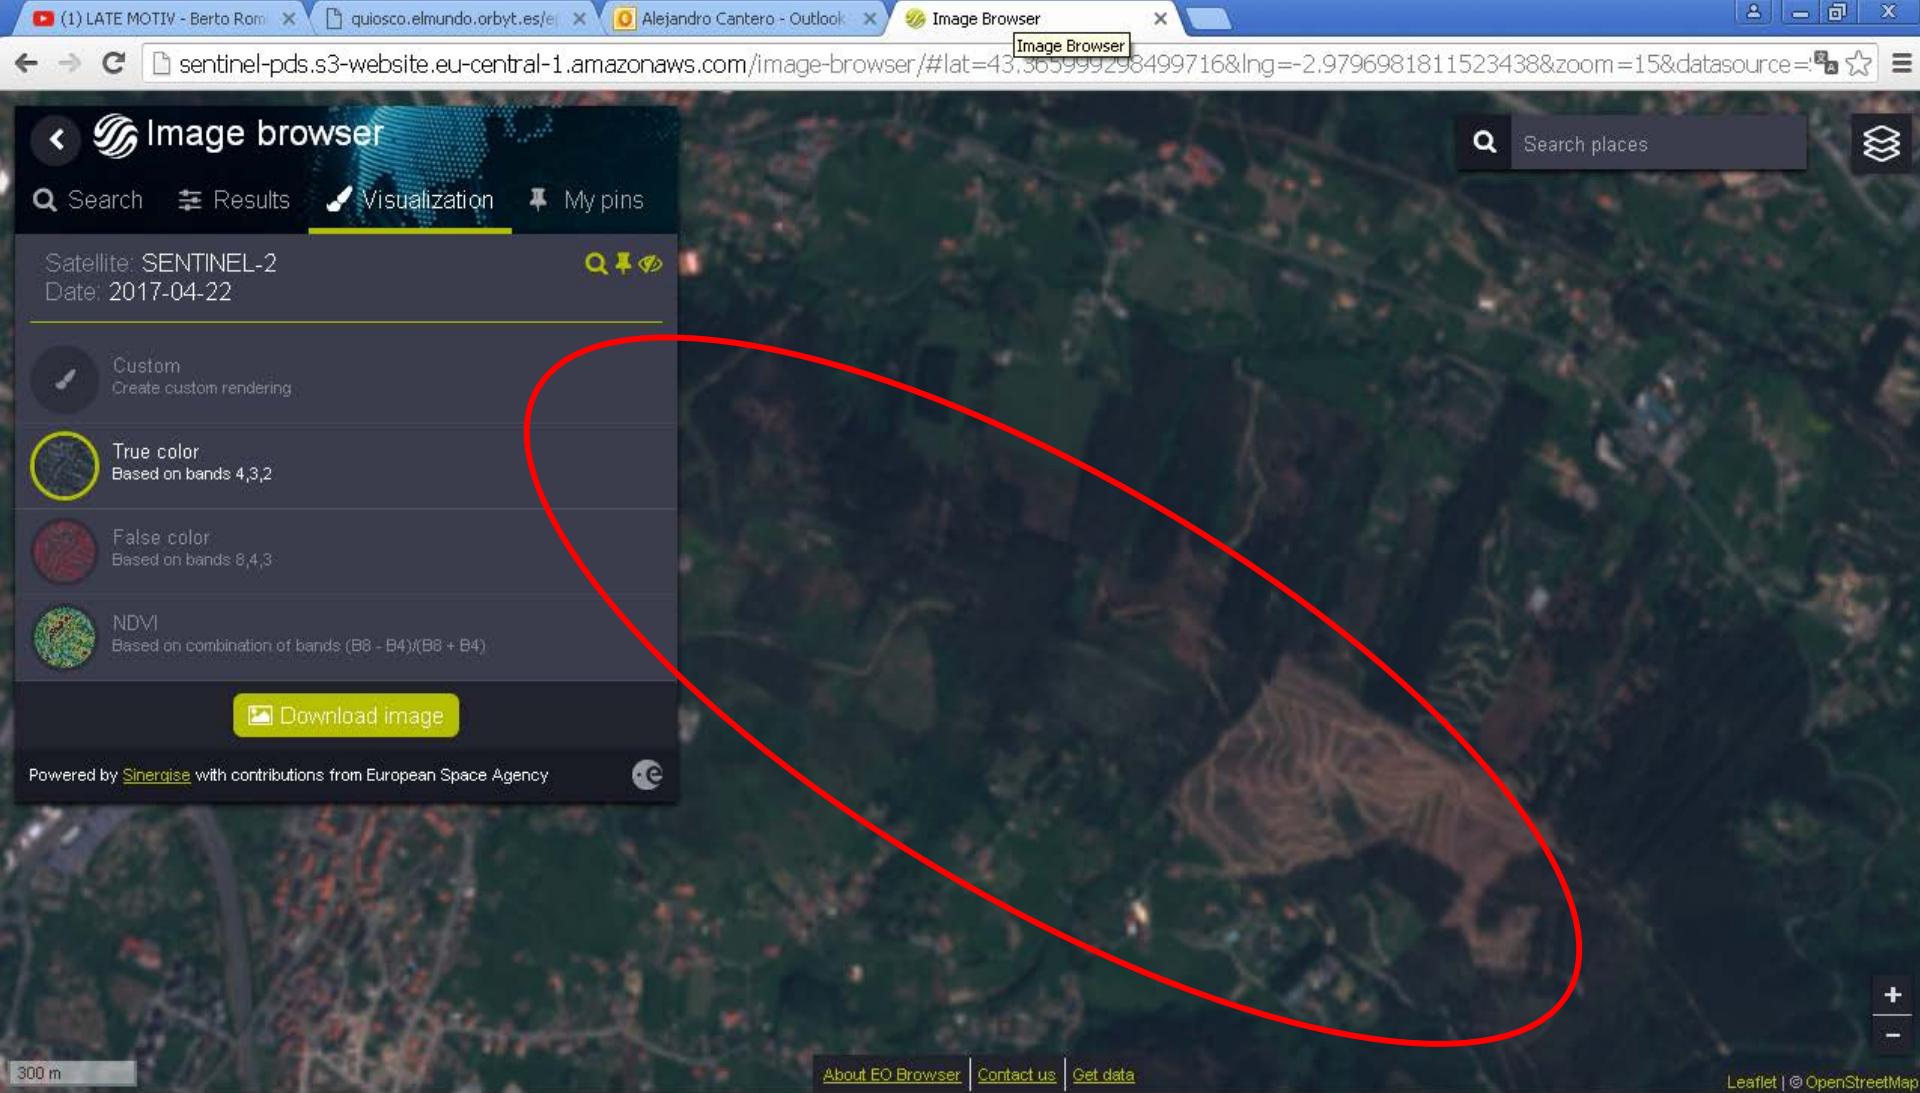 (1) LATE MOTIV - Berto Rom
quiosco.elmundo.orbyt.es/e
Alejandro Cantero - Outlook
Image Browser
Image Browser
sentinel-pds.s3-website.eu-central-1.amazonaws.com/image-browser/#lat=43.365999298499716&lng=-2.9796981811523438&zoom=15&datasource=
Image browser
Search places
Search
Results
Visualization
My pins
Satellite: SENTINEL-2
Date: 2017-04-22
Custom
Create custom rendering
True color
Based on bands 4,3,2
False color
Based on bands 8,4,3
NDVI
Based on combination of bands (B8 - B4)/(B8 + B4)
Download image
Powered by Sinergise with contributions from European Space Agency
300 m
About EO Browser | Contact us | Get data
Leaflet | © OpenStreetMap